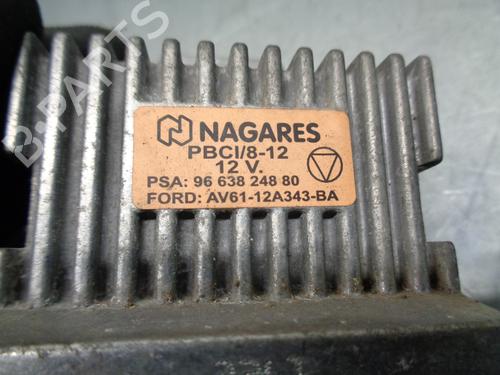 NAGARES
PBCI/8-12
12 V.
PSA: 96 638 248 80
FORD: AV61-12A343-BA
B-PARTS